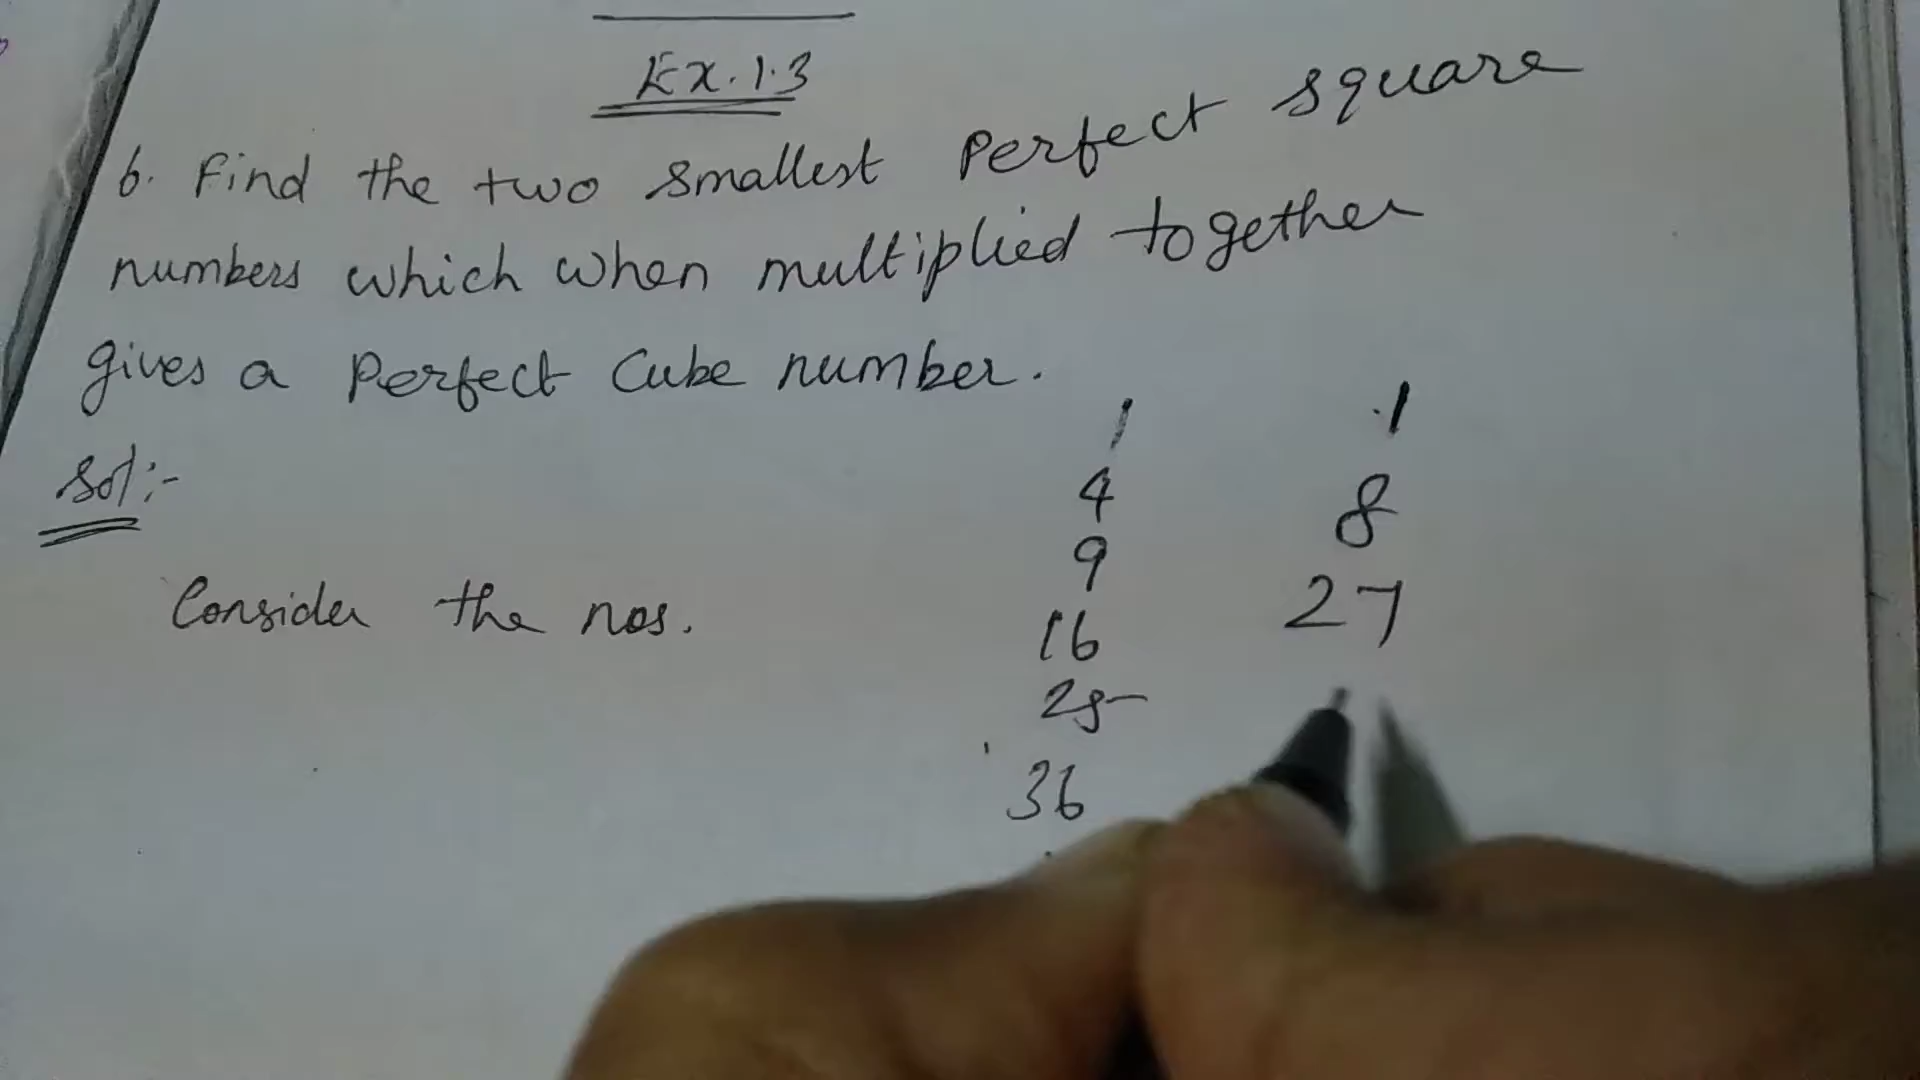 Ex. 1.3
6. Find the two smallest perfect square
numbers which when multiplied together
gives a perfect cube number.
Sol:-
Consider the nos.
1 1
4 8
9 27
16
25
36